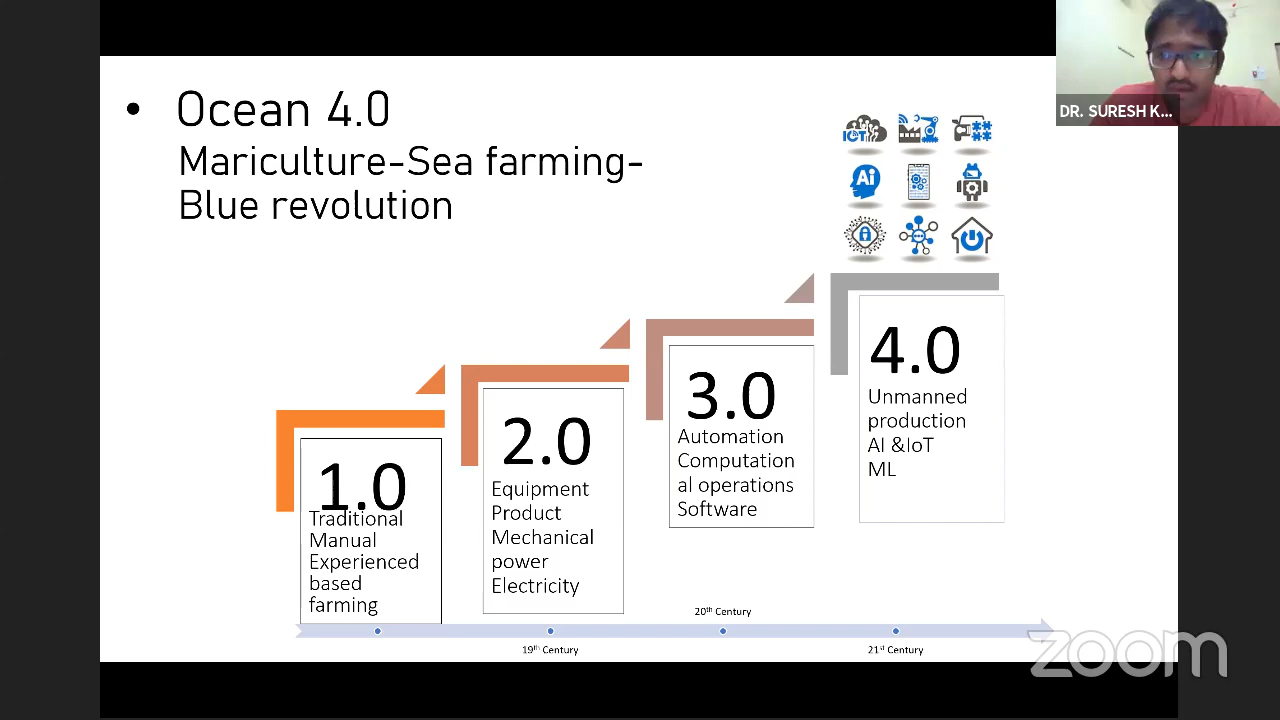 Ocean 4.0
Mariculture-Sea farming-
Blue revolution
DR. SURESH K...
IOT
Ai
1.0
Traditional
Manual
Experienced
based
farming
2.0
Equipment
Product
Mechanical
power
Electricity
3.0
Automation
Computation
al operations
Software
4.0
Unmanned
production
AI &IoT
ML
19th Century
20th Century
21st Century
zoom